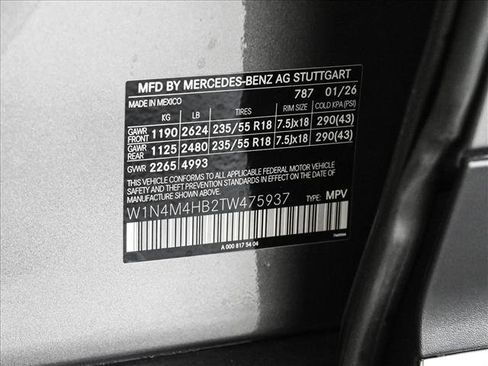 MFD BY MERCEDES-BENZ AG STUTTGART
MADE IN MEXICO 787 01/26
KG LB TIRES RIM SIZE COLD KPA (PSI)
GAWR FRONT 1190 2624 235/55 R18 7.5Jx18 290(43)
GAWR REAR 1125 2480 235/55 R18 7.5Jx18 290(43)
GVWR 2265 4993
THIS VEHICLE CONFORMS TO ALL APPLICABLE FEDERAL MOTOR VEHICLE
SAFETY AND THEFT PREVENTION STANDARDS IN EFFECT ON THE DATE
OF MANUFACTURE SHOWN ABOVE.
W1N4M4HB2TW475937 TYPE: MPV
A 000 817 54 04